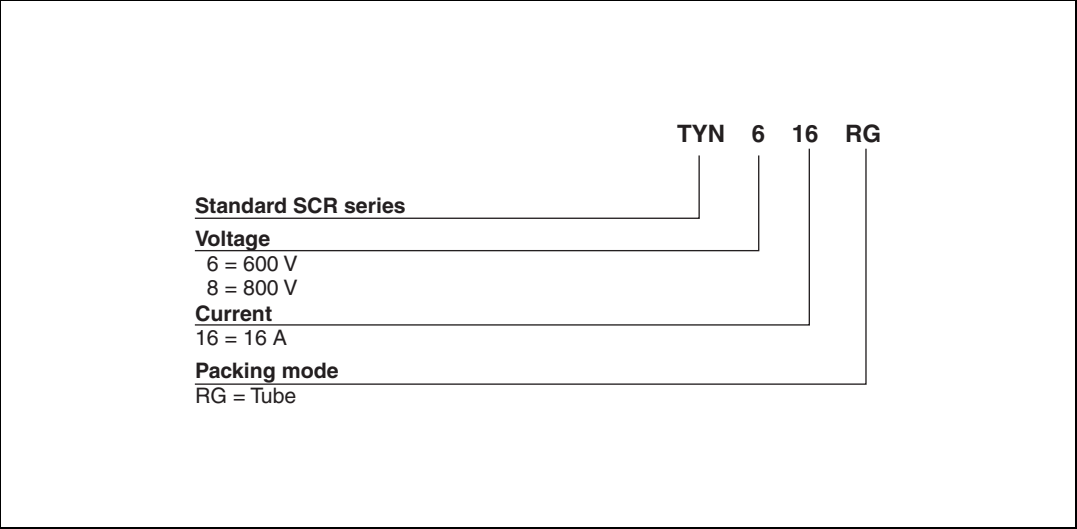 TYN 6 16 RG
Standard SCR series
Voltage
6 = 600 V
8 = 800 V
Current
16 = 16 A
Packing mode
RG = Tube